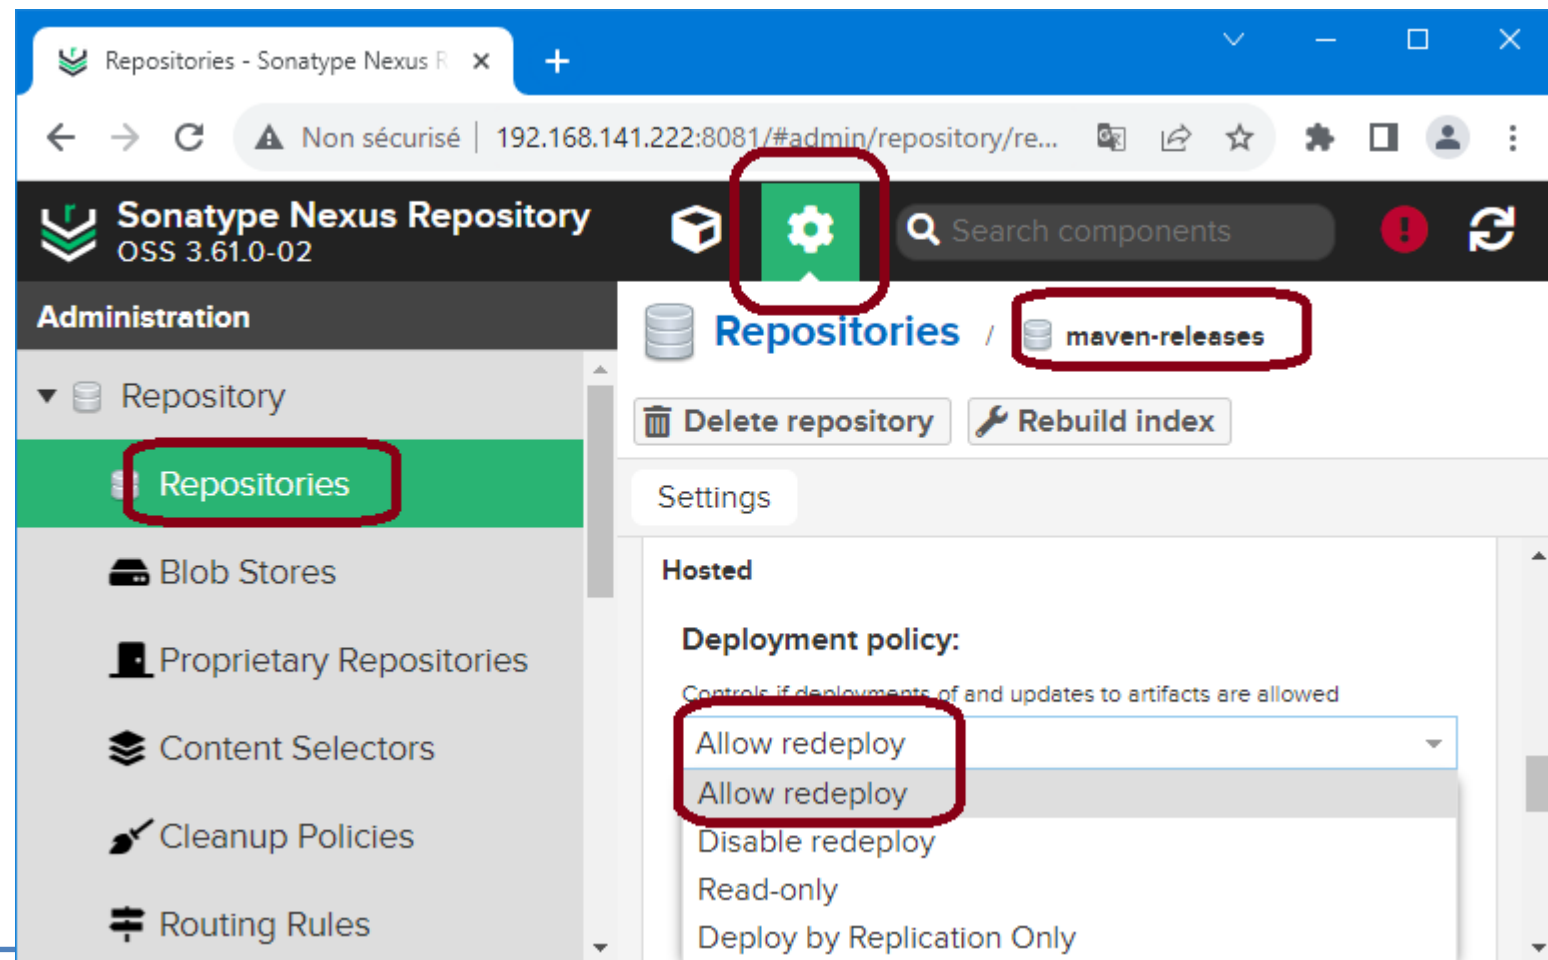 Repositories - Sonatype Nexus R
Non sécurisé | 192.168.141.222:8081/#admin/repository/re...
Sonatype Nexus Repository
OSS 3.61.0-02
Search components
Administration
Repositories / maven-releases
Repository
Delete repository
Rebuild index
Repositories
Settings
Blob Stores
Hosted
Proprietary Repositories
Deployment policy:
Controls if deployments of and updates to artifacts are allowed
Content Selectors
Allow redeploy
Allow redeploy
Cleanup Policies
Disable redeploy
Read-only
Routing Rules
Deploy by Replication Only